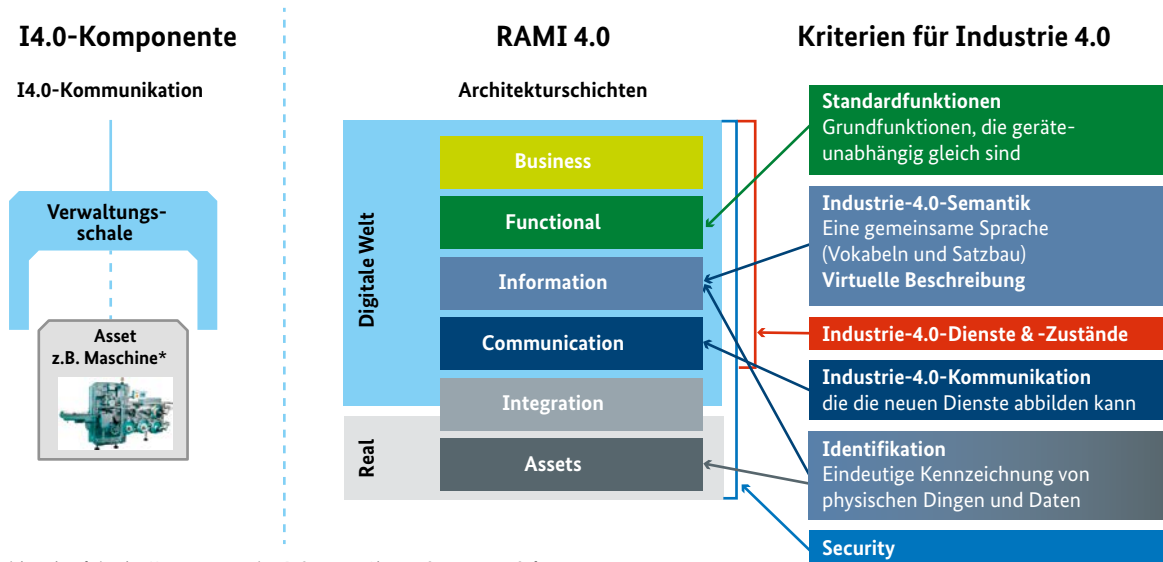 I4.0-Komponente
I4.0-Kommunikation
Verwaltungs-
schale
Asset
z.B. Maschine*
RAMI 4.0
Architekturschichten
Digitale Welt
Business
Functional
Information
Communication
Integration
Real
Assets
Kriterien für Industrie 4.0
Standardfunktionen
Grundfunktionen, die geräte-
unabhängig gleich sind
Industrie-4.0-Semantik
Eine gemeinsame Sprache
(Vokabeln und Satzbau)
Virtuelle Beschreibung
Industrie-4.0-Dienste & -Zustände
Industrie-4.0-Kommunikation
die die neuen Dienste abbilden kann
Identifikation
Eindeutige Kennzeichnung von
physischen Dingen und Daten
Security